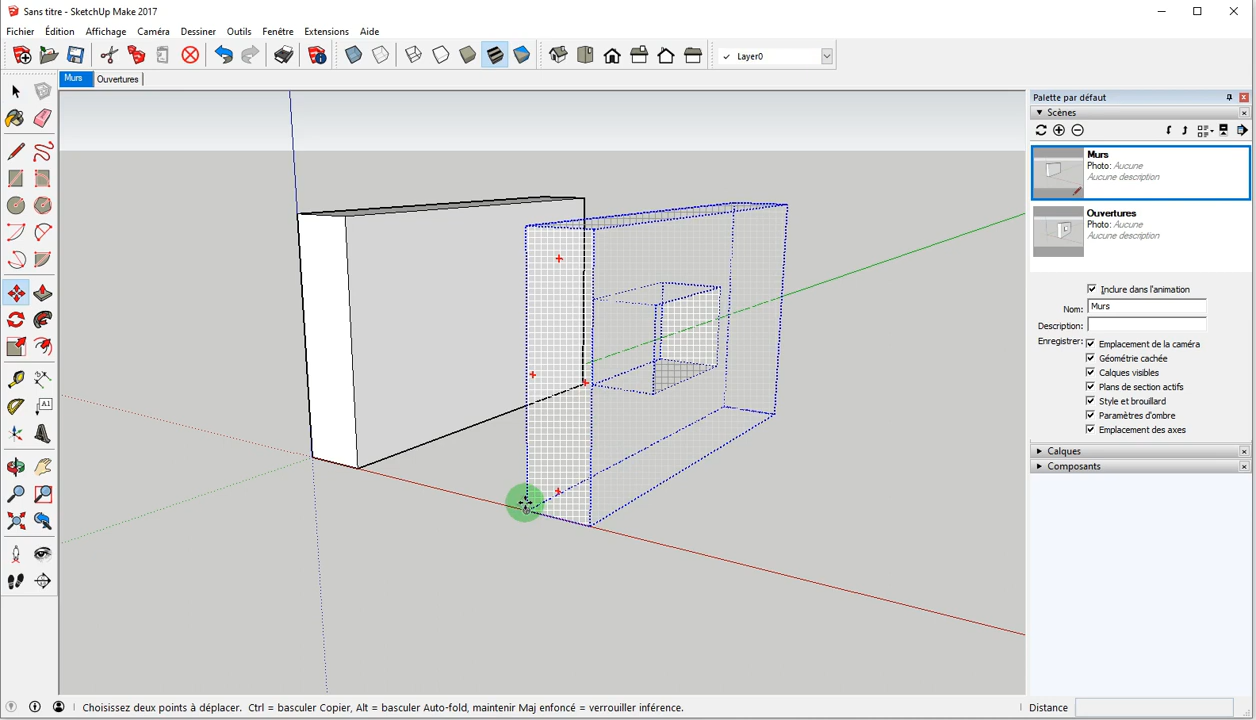 Sans titre - SketchUp Make 2017
Fichier Édition Affichage Caméra Dessiner Outils Fenêtre Extensions Aide
Layer0
Murs Ouvertures
Palette par défaut
Scènes
Murs
Photo: Aucune
Aucune description
Ouvertures
Photo: Aucune
Aucune description
Inclure dans l'animation
Nom: Murs
Description:
Enregistrer: Emplacement de la caméra
Géométrie cachée
Calques visibles
Plans de section actifs
Style et brouillard
Paramètres d'ombre
Emplacement des axes
Calques
Composants
A1
Choisissez deux points à déplacer. Ctrl = basculer Copier, Alt = basculer Auto-fold, maintenir Maj enfoncé = verrouiller inférence.
Distance